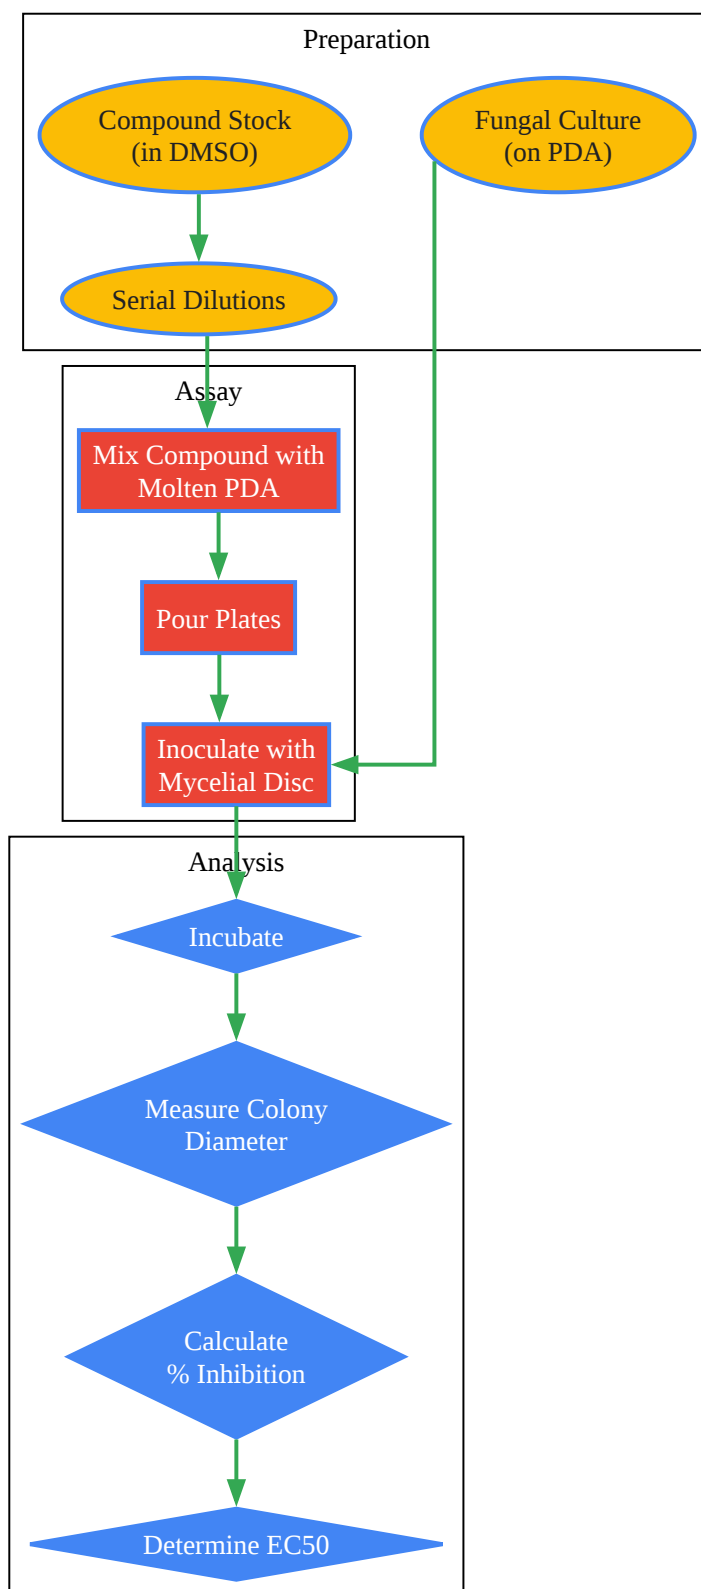 Preparation
Compound Stock
(in DMSO)
Fungal Culture
(on PDA)
Serial Dilutions
Assay
Mix Compound with
Molten PDA
Pour Plates
Inoculate with
Mycelial Disc
Analysis
Incubate
Measure Colony
Diameter
Calculate
% Inhibition
Determine EC50